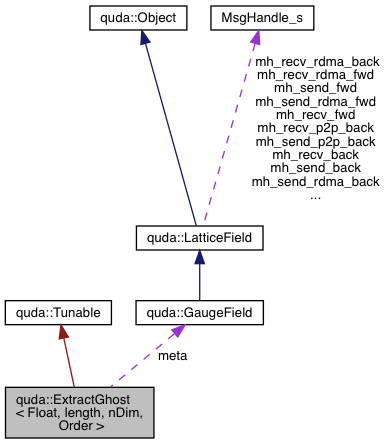 quda::Object
MsgHandle_s
mh_recv_rdma_back
mh_recv_rdma_fwd
mh_send_fwd
mh_send_rdma_fwd
mh_recv_fwd
mh_recv_p2p_back
mh_send_p2p_back
mh_recv_back
mh_send_back
mh_send_rdma_back
...
quda::LatticeField
quda::Tunable
quda::GaugeField
meta
quda::ExtractGhost
< Float, length, nDim,
Order >